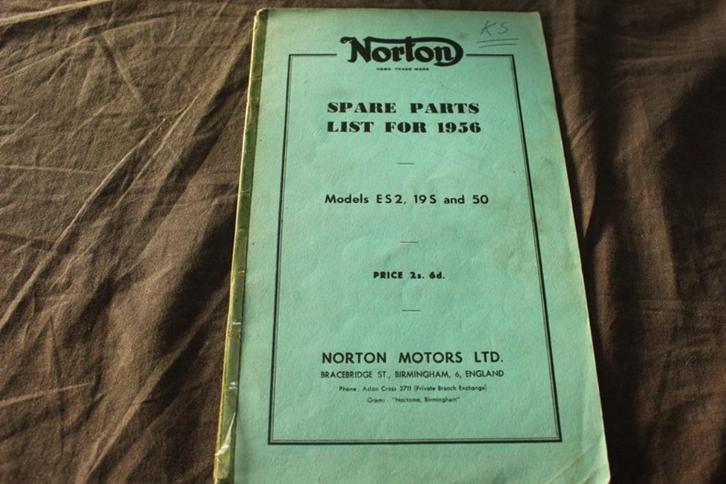 KS
Norton
REGD. TRADE MARK
SPARE PARTS
LIST FOR 1956
Models ES2, 19S and 50
PRICE 2s. 6d.
NORTON MOTORS LTD.
BRACEBRIDGE ST., BIRMINGHAM, 6, ENGLAND
Phone: Aston Cross 3711 (Private Branch Exchange)
Grams: "Nortomo, Birmingham"